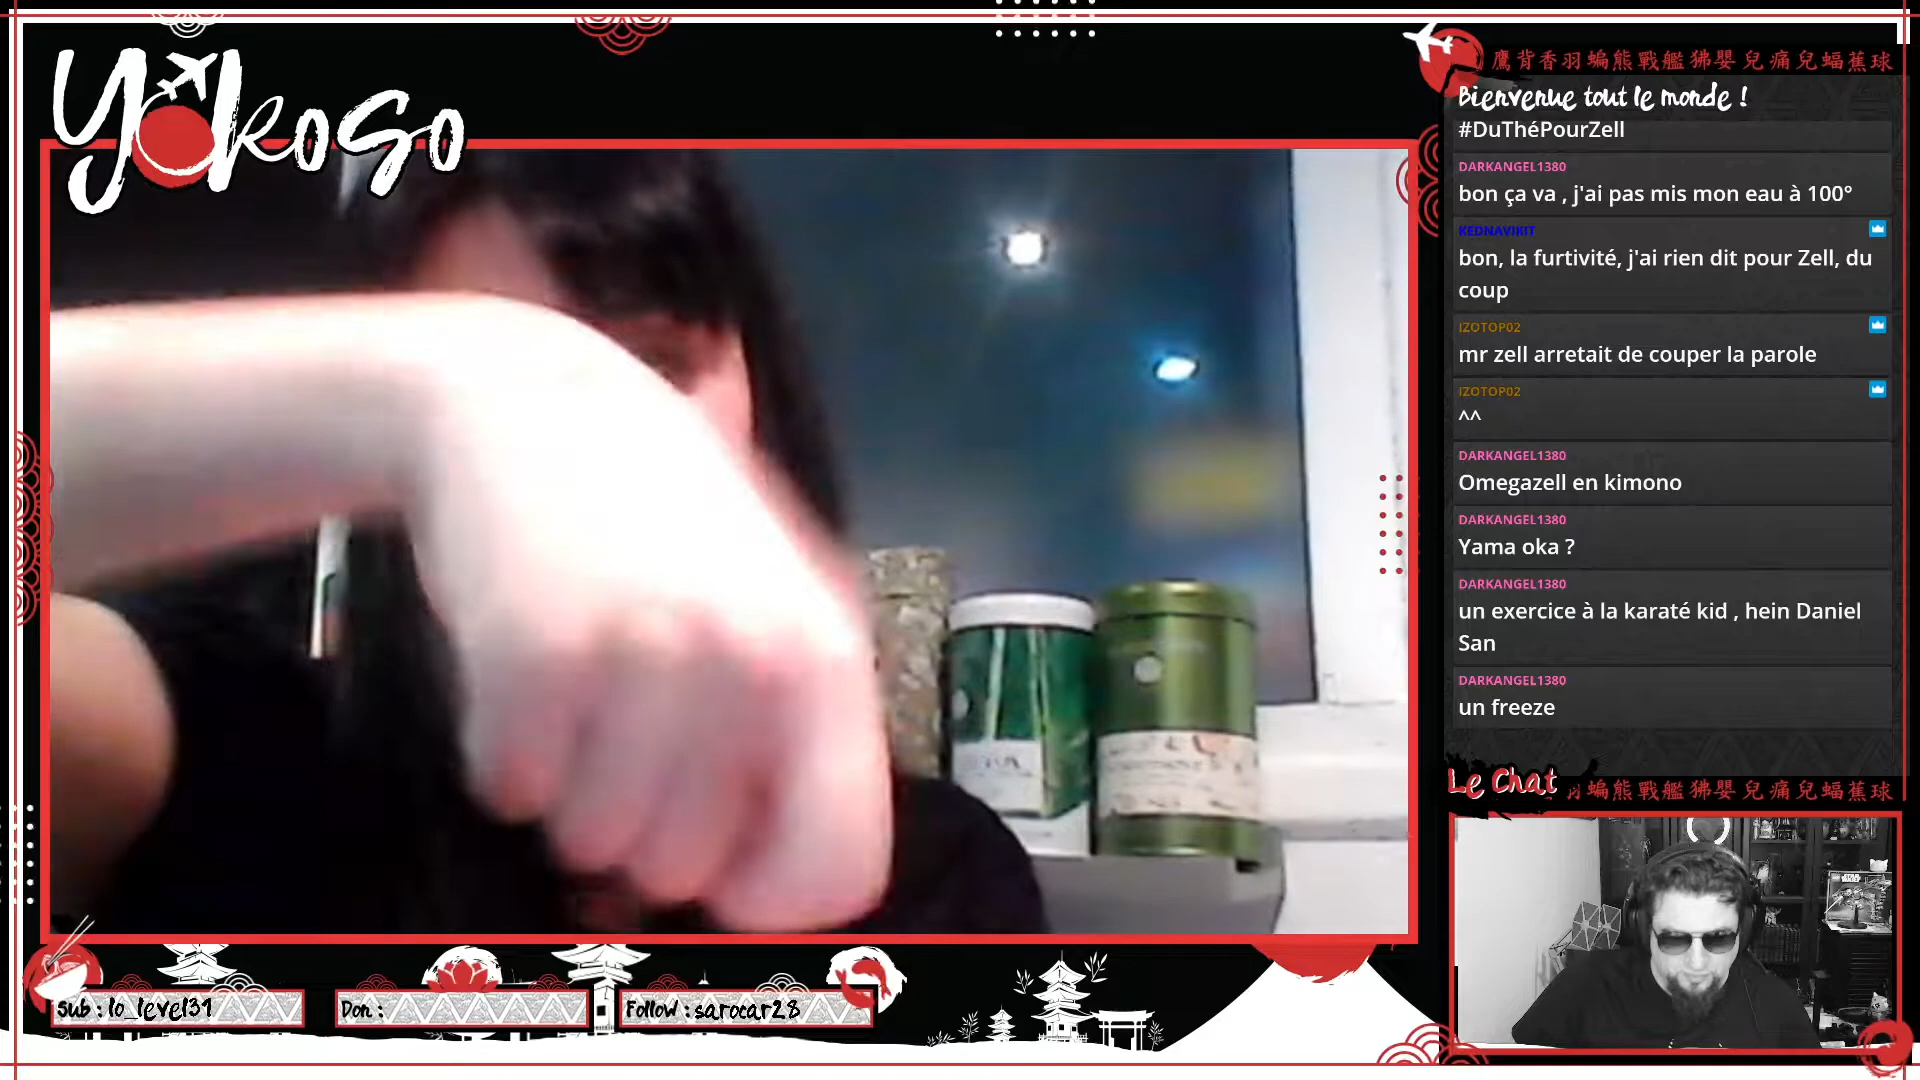 Yokoso
鷹背香羽蝙熊戰艦狒嬰兒痛兒蝠蕉球
Bienvenue tout le monde !
#DuThéPourZell
DARKANGEL1380
bon ça va , j'ai pas mis mon eau à 100°
KEDNAVIKIT
bon, la furtivité, j'ai rien dit pour Zell, du
coup
IZOTOP02
mr zell arretait de couper la parole
IZOTOP02
^^
DARKANGEL1380
Omegazell en kimono
DARKANGEL1380
Yama oka ?
DARKANGEL1380
un exercice à la karaté kid , hein Daniel
San
DARKANGEL1380
un freeze
Le Chat
羽蝙熊戰艦狒嬰兒痛兒蝠蕉球
Sub : lo_level31
Don :
Follow : sarocar28